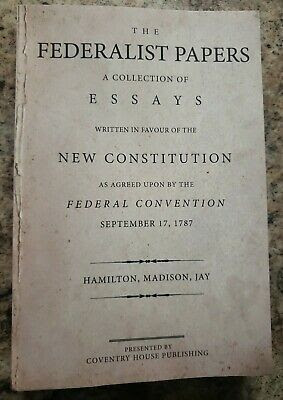 THE
FEDERALIST PAPERS
A COLLECTION OF
ESSAYS
WRITTEN IN FAVOUR OF THE
NEW CONSTITUTION
AS AGREED UPON BY THE
FEDERAL CONVENTION
SEPTEMBER 17, 1787
HAMILTON, MADISON, JAY
PRESENTED BY
COVENTRY HOUSE PUBLISHING